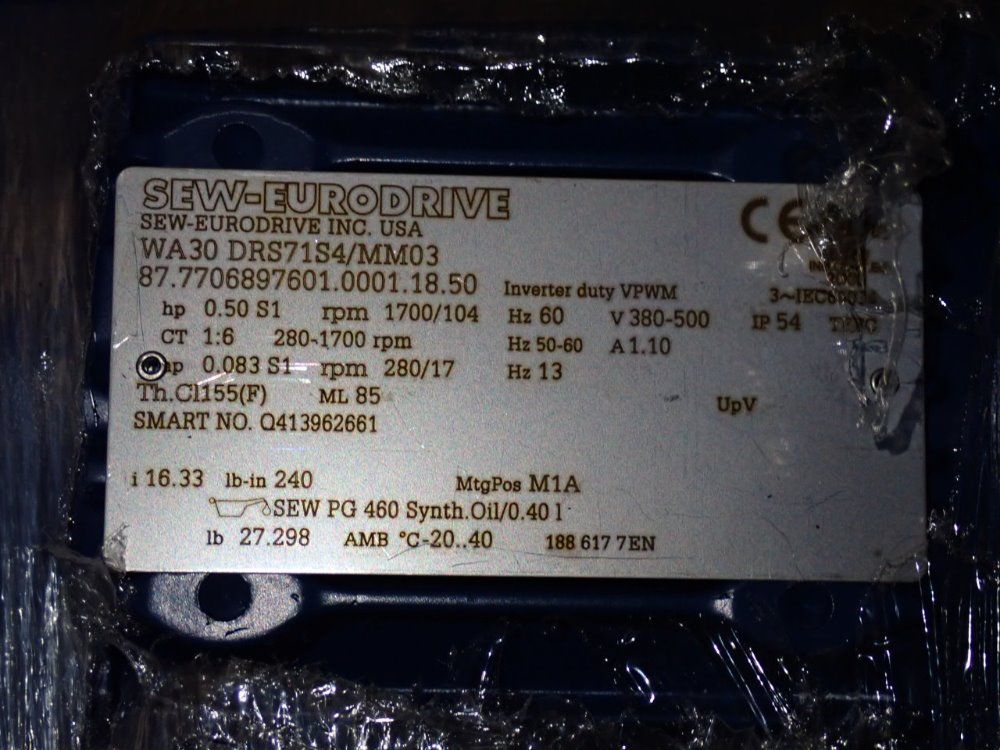 SEW-EURODRIVE
SEW-EURODRIVE INC. USA
CE
WA30 DRS71S4/MM03
87.7706897601.0001.18.50 Inverter duty VPWM
hp 0.50 S1 rpm 1700/104 Hz 60 V 380-500 IP 54
CT 1:6 280-1700 rpm Hz 50-60 A 1.10
hp 0.083 S1 rpm 280/17 Hz 13
Th.Cl155(F) ML 85 UpV
SMART NO. Q413962661
i 16.33 lb-in 240 MtgPos M1A
SEW PG 460 Synth.Oil/0.40 l
lb 27.298 AMB °C-20..40 188 617 7EN